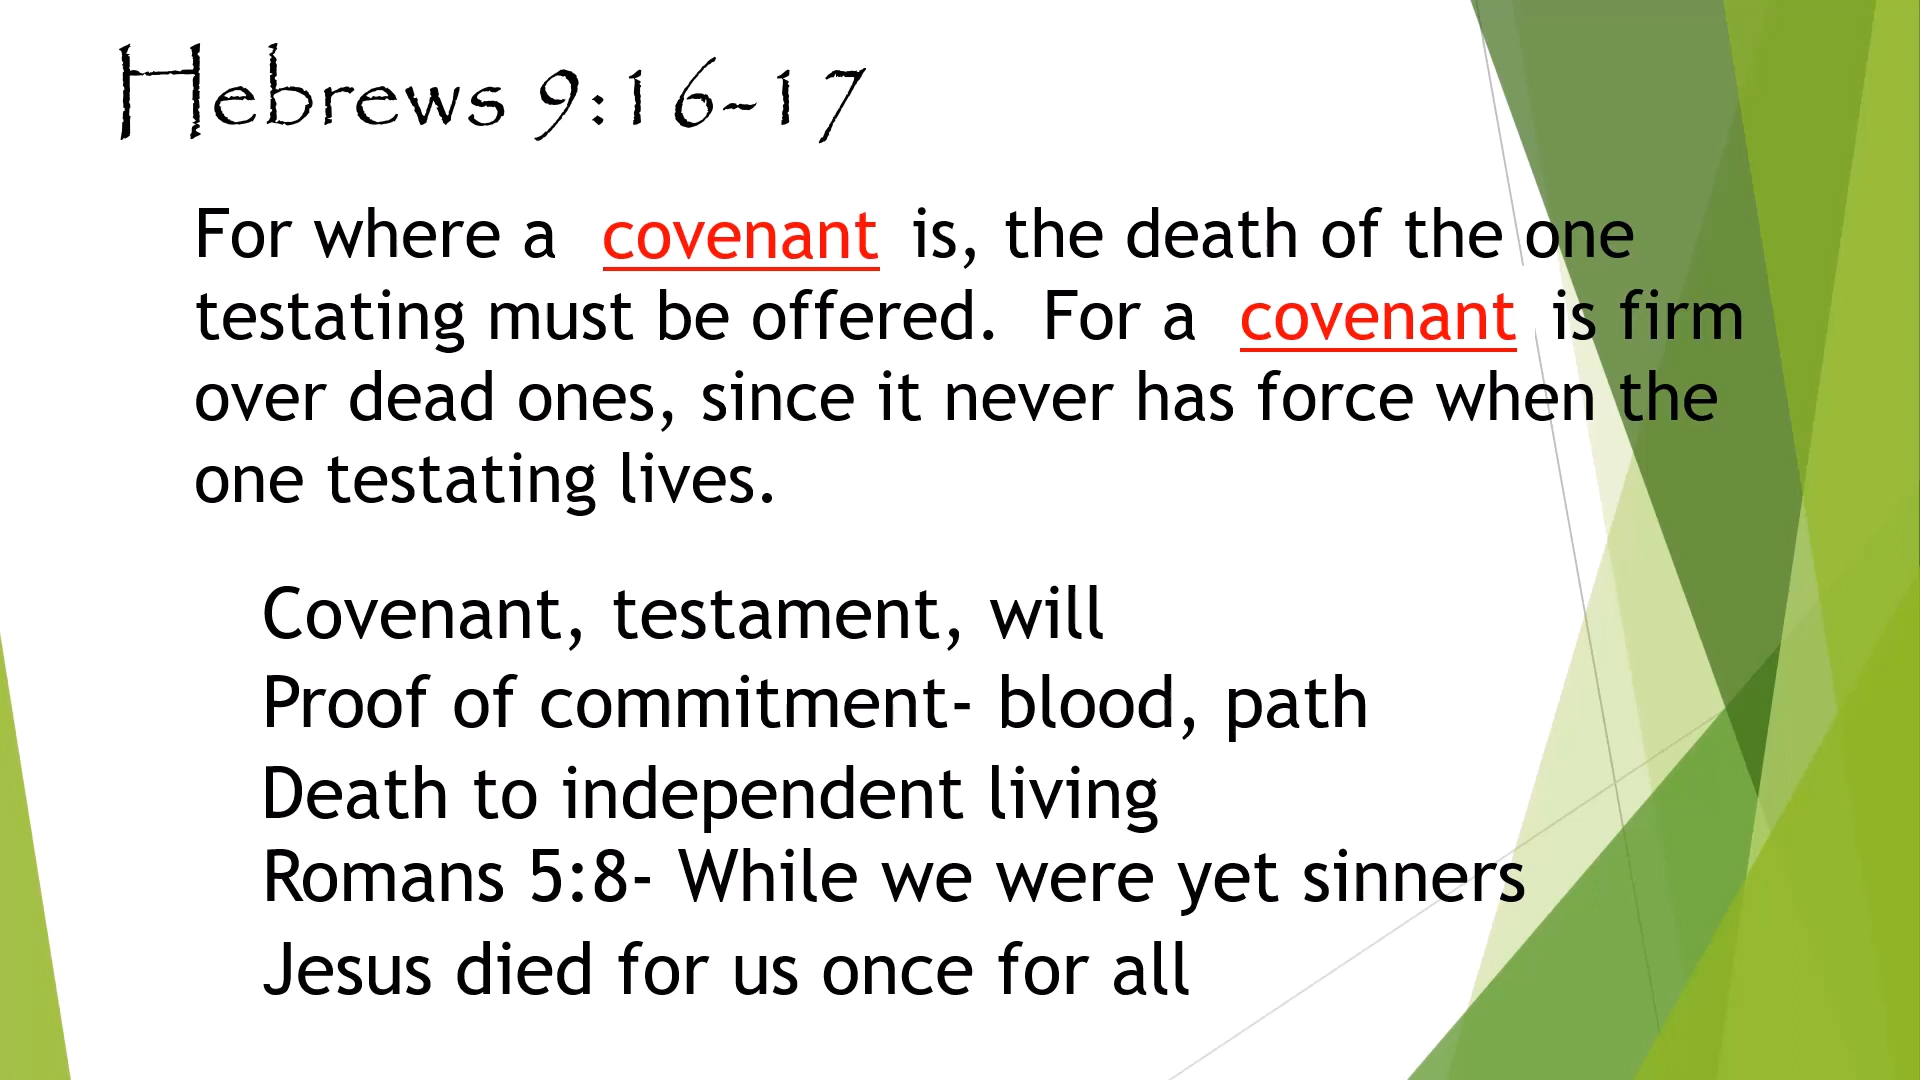 Hebrews 9:16-17
For where a covenant is, the death of the one
testating must be offered. For a covenant is firm
over dead ones, since it never has force when the
one testating lives.
Covenant, testament, will
Proof of commitment- blood, path
Death to independent living
Romans 5:8- While we were yet sinners
Jesus died for us once for all